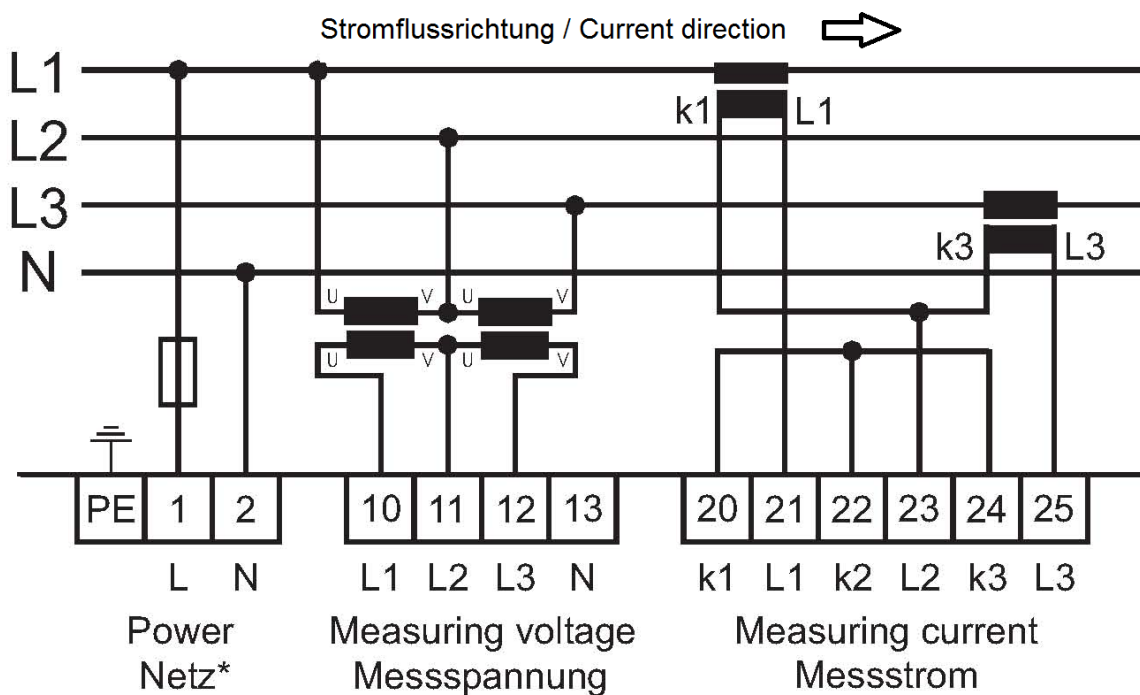 Stromflussrichtung / Current direction
L1
k1 L1
L2
L3
k3 L3
N
U V U V
U V U V
PE 1 2 10 11 12 13 20 21 22 23 24 25
L N L1 L2 L3 N k1 L1 k2 L2 k3 L3
Power Measuring voltage Measuring current
Netz* Messspannung Messstrom